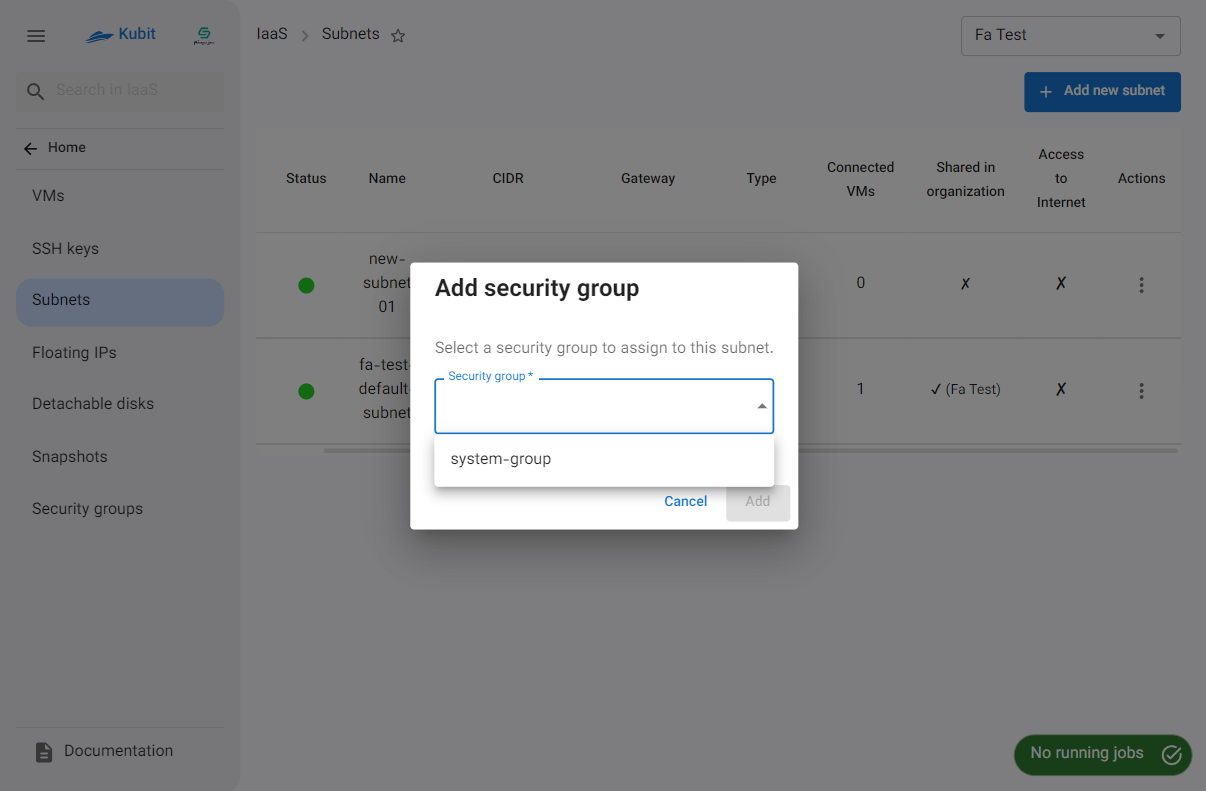 Kubit
IaaS
Subnets
Fa Test
Search in IaaS
Add new subnet
Home
VMs
SSH keys
Subnets
Floating IPs
Detachable disks
Snapshots
Security groups
Documentation
Status
Name
CIDR
Gateway
Type
Connected
VMs
Shared in
organization
Access
to
Internet
Actions
new-
subnet
01
0
✗
✗
fa-test
default
subnet
1
✓ (Fa Test)
✗
Add security group
Select a security group to assign to this subnet.
Security group *
system-group
Cancel
Add
No running jobs